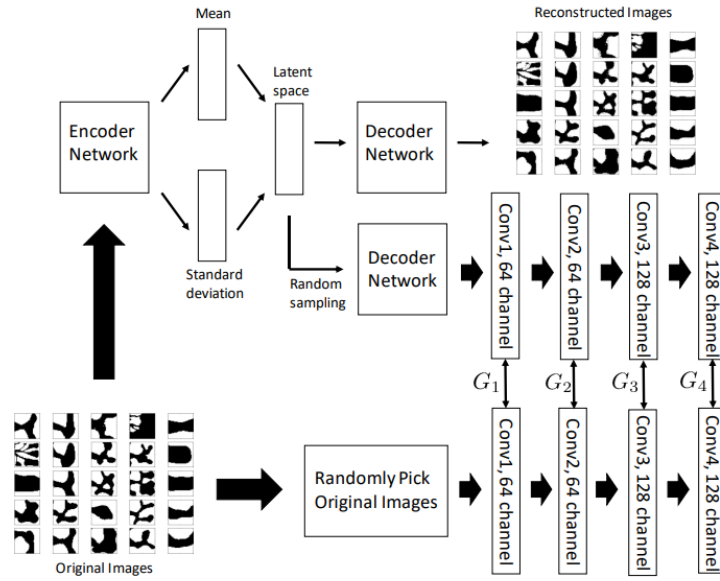 Mean
Reconstructed Images
Latent
space
Encoder
Network
Decoder
Network
Standard
deviation
Random
sampling
Decoder
Network
Conv1, 64 channel
Conv2, 64 channel
Conv3, 128 channel
Conv4, 128 channel
G₁
G₂
G₃
G₄
Randomly Pick
Original Images
Conv1, 64 channel
Conv2, 64 channel
Conv3, 128 channel
Conv4, 128 channel
Original Images